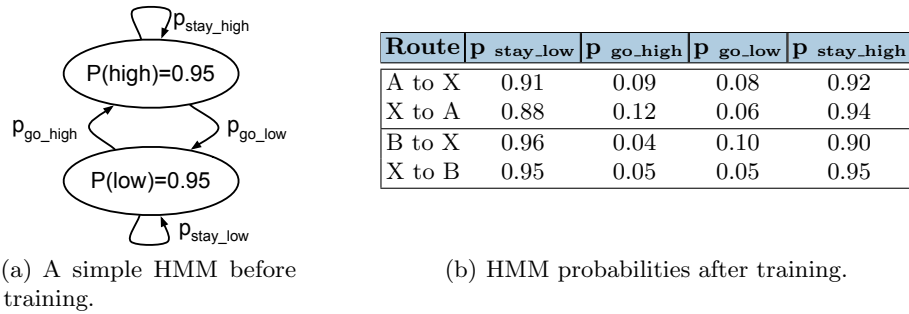 p_stay_high
P(high)=0.95
p_go_high
p_go_low
P(low)=0.95
p_stay_low
(a) A simple HMM before
training.
Route p stay_low p go_high p go_low p stay_high
A to X 0.91 0.09 0.08 0.92
X to A 0.88 0.12 0.06 0.94
B to X 0.96 0.04 0.10 0.90
X to B 0.95 0.05 0.05 0.95
(b) HMM probabilities after training.